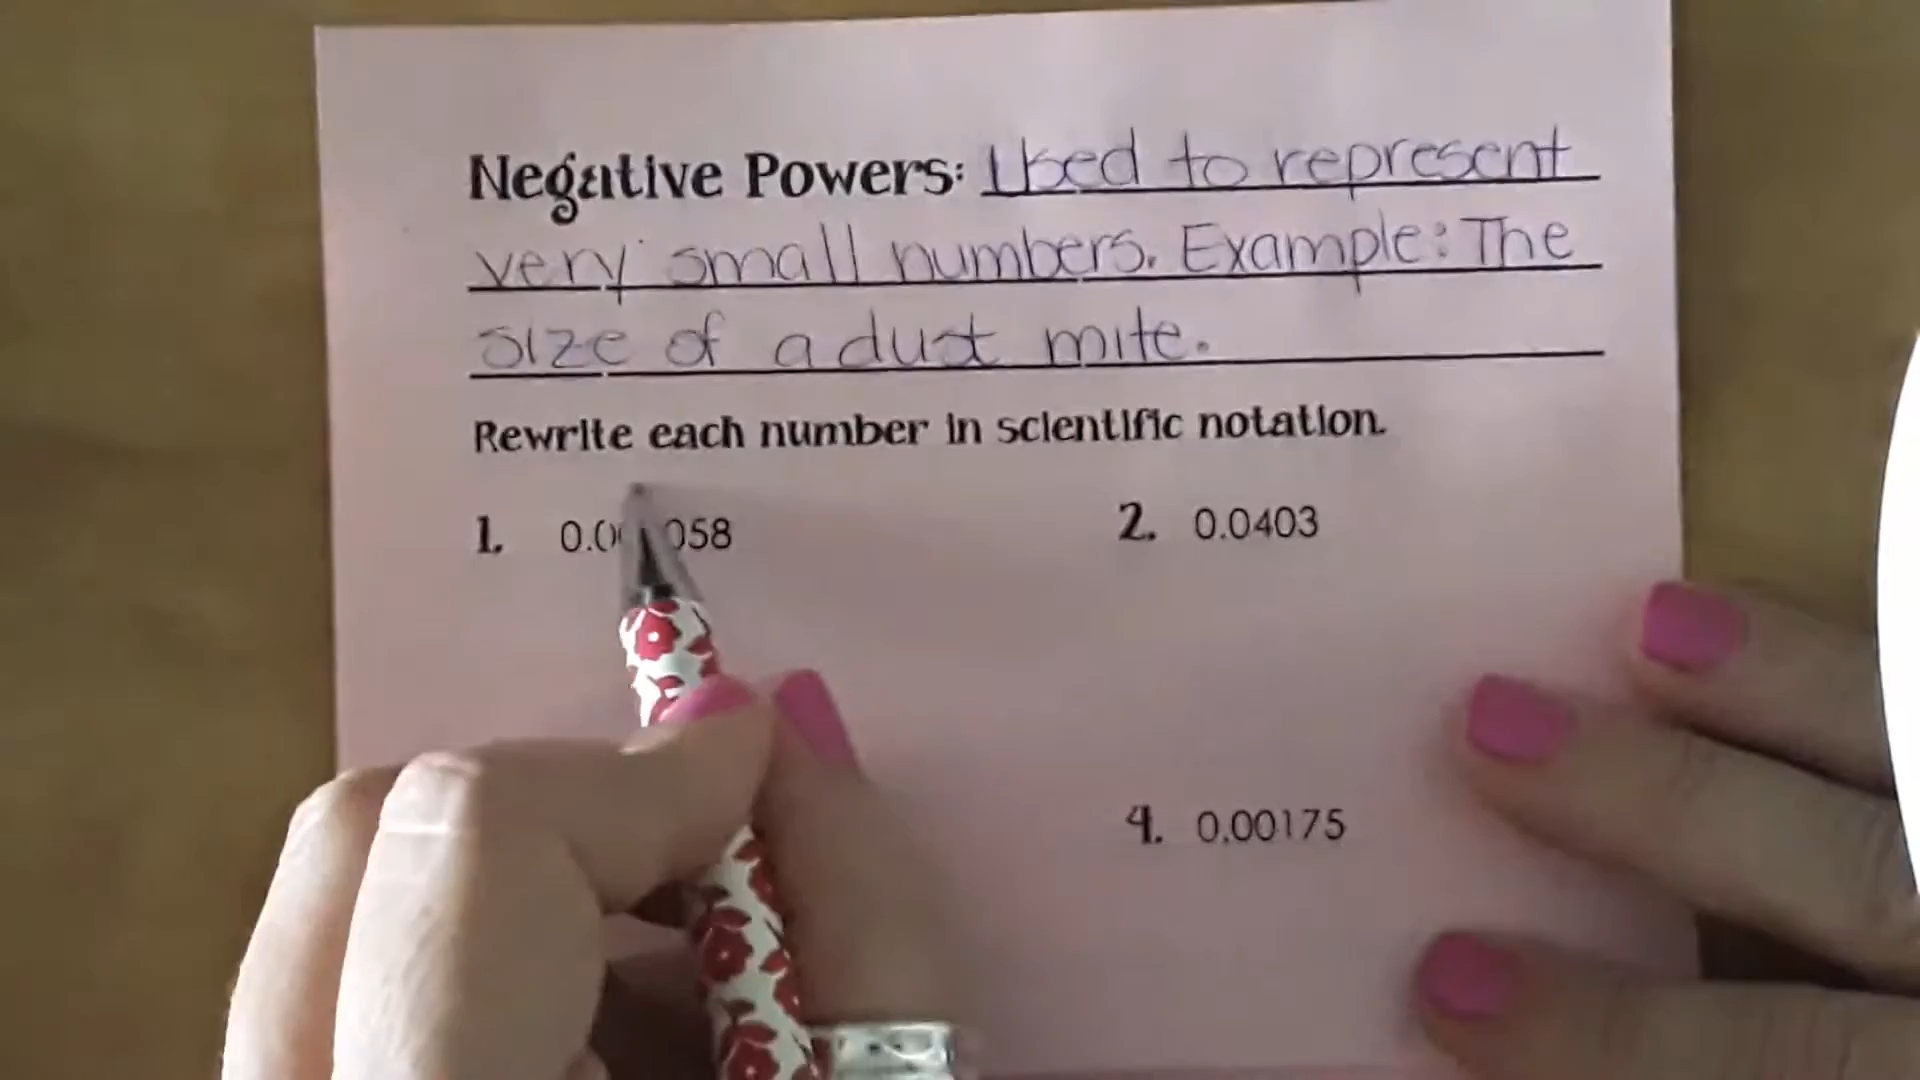 Negative Powers: Used to represent
very small numbers. Example: The
size of a dust mite.
Rewrite each number in scientific notation.
1. 2. 0.0403
4. 0.00175